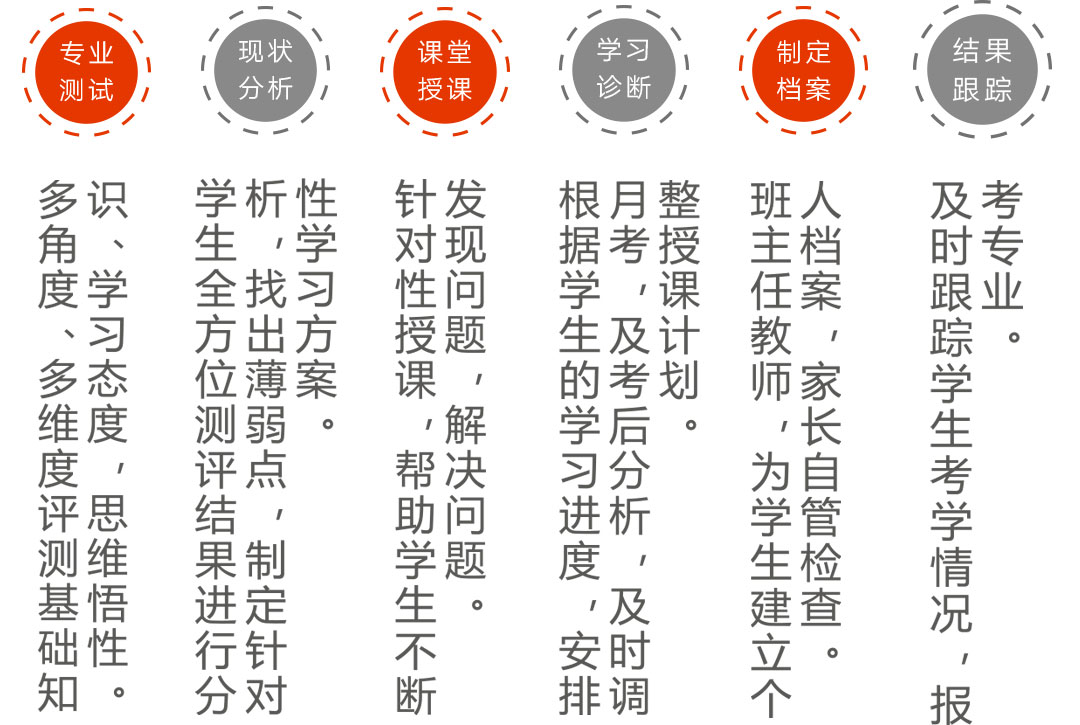 专业
测试
多角度、多维度评测基础知
识、学习态度，思维悟性。
现状
分析
学生全方位测评结果进行分
析，找出薄弱点，制定针对
性学习方案。
课堂
授课
针对性授课，帮助学生不断
发现问题，解决问题。
学习
诊断
根据学生的学习进度，安排
月考，及考后分析，及时调
整授课计划。
制定
档案
班主任教师，为学生建立个
人档案，家长自管检查。
结果
跟踪
及时跟踪学生考学情况，报
考专业。